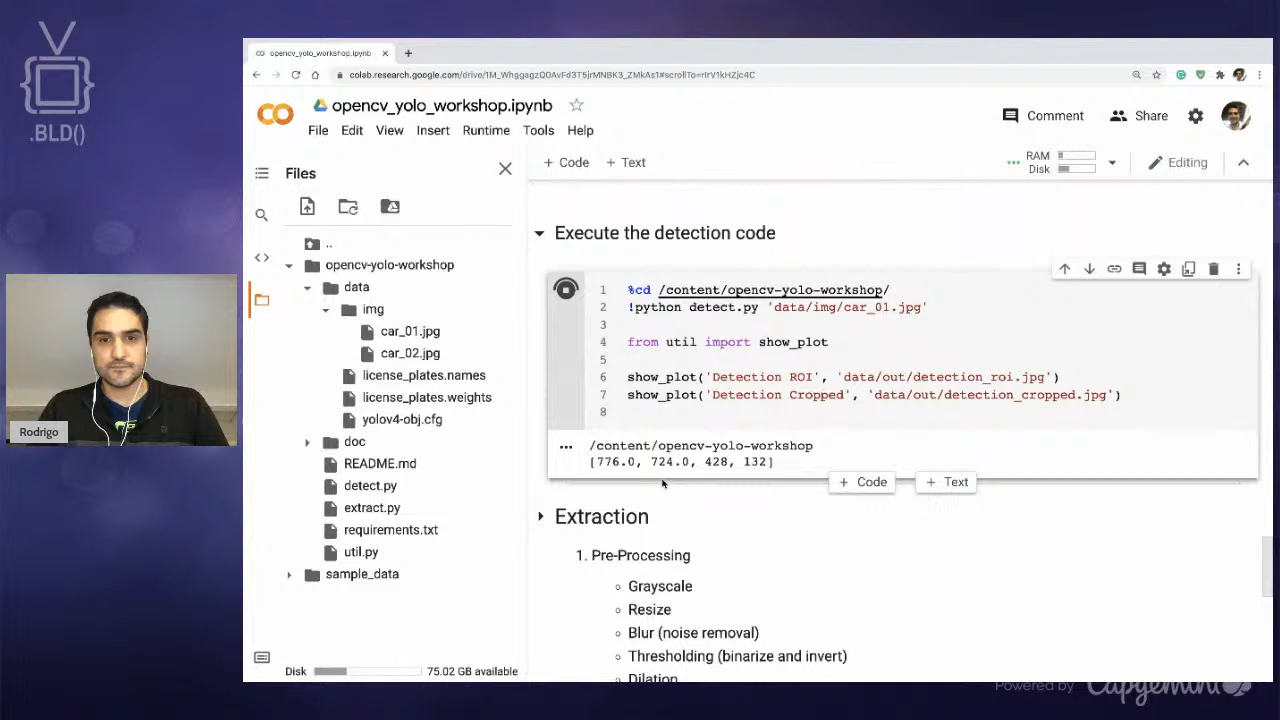 .BLD()
Rodrigo
opencv_yolo_workshop.ipynb
colab.research.google.com/drive/
opencv_yolo_workshop.ipynb
Comment
Share
File Edit View Insert Runtime Tools Help
+ Code + Text
RAM
Disk
Editing
Files
..
opencv-yolo-workshop
data
img
car_01.jpg
car_02.jpg
license_plates.names
license_plates.weights
yolov4-obj.cfg
doc
README.md
detect.py
extract.py
requirements.txt
util.py
sample_data
Disk 75.02 GB available
Execute the detection code
1 %cd /content/opencv-yolo-workshop/
2 !python detect.py 'data/img/car_01.jpg'
3
4 from util import show_plot
5
6 show_plot('Detection ROI', 'data/out/detection_roi.jpg')
7 show_plot('Detection Cropped', 'data/out/detection_cropped.jpg')
8
/content/opencv-yolo-workshop
[776.0, 724.0, 428, 132]
+ Code + Text
Extraction
1. Pre-Processing
Grayscale
Resize
Blur (noise removal)
Thresholding (binarize and invert)
Dilation
Powered by Capgemini